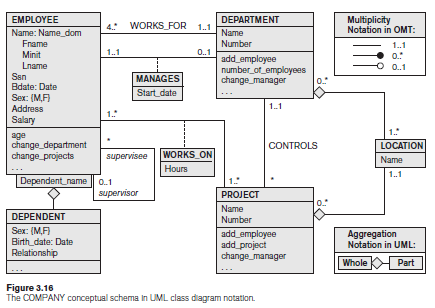 EMPLOYEE
Name: Name_dom
Fname
Minit
Lname
Ssn
Bdate: Date
Sex: {M,F}
Address
Salary
age
change_department
change_projects
. . .
Dependent_name
DEPENDENT
Sex: {M,F}
Birth_date: Date
Relationship
. . .
4..* WORKS_FOR 1..1
1..1 0..1
MANAGES
Start_date
1..*
*
supervisee
0..1
supervisor
WORKS_ON
Hours
1..*
DEPARTMENT
Name
Number
add_employee
number_of_employees
change_manager
. . .
0..*
1..1
CONTROLS
*
PROJECT
Name
Number
add_employee
add_project
change_manager
. . .
0..*
Multiplicity
Notation in OMT:
1..1
0..*
0..1
1..*
LOCATION
Name
1..1
Aggregation
Notation in UML:
Whole Part
Figure 3.16
The COMPANY conceptual schema in UML class diagram notation.